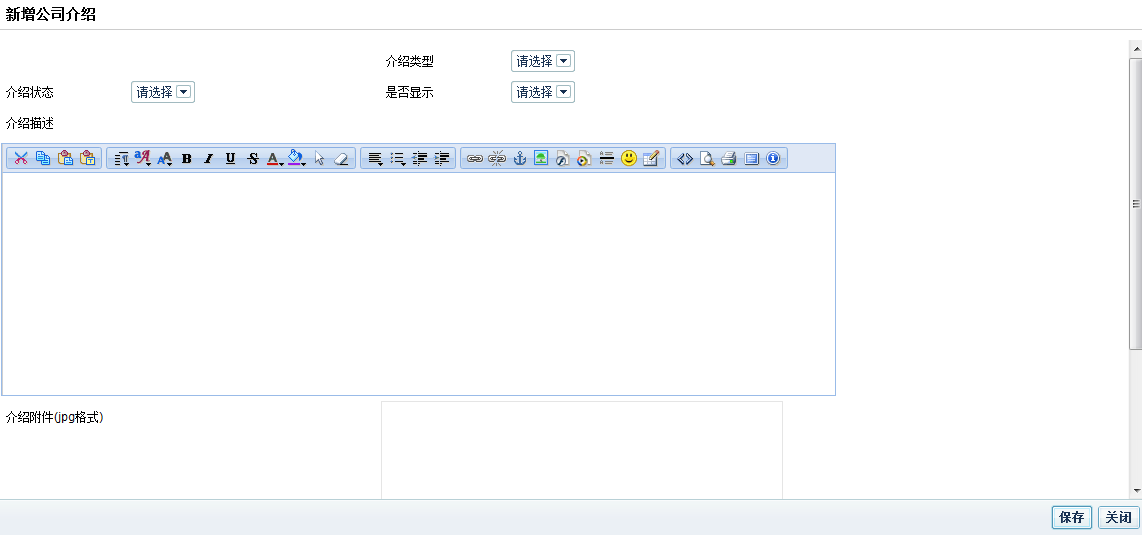 新增公司介绍
介绍类型 请选择
介绍状态 请选择 是否显示 请选择
介绍描述
B I U S A
介绍附件(jpg格式)
保存 关闭